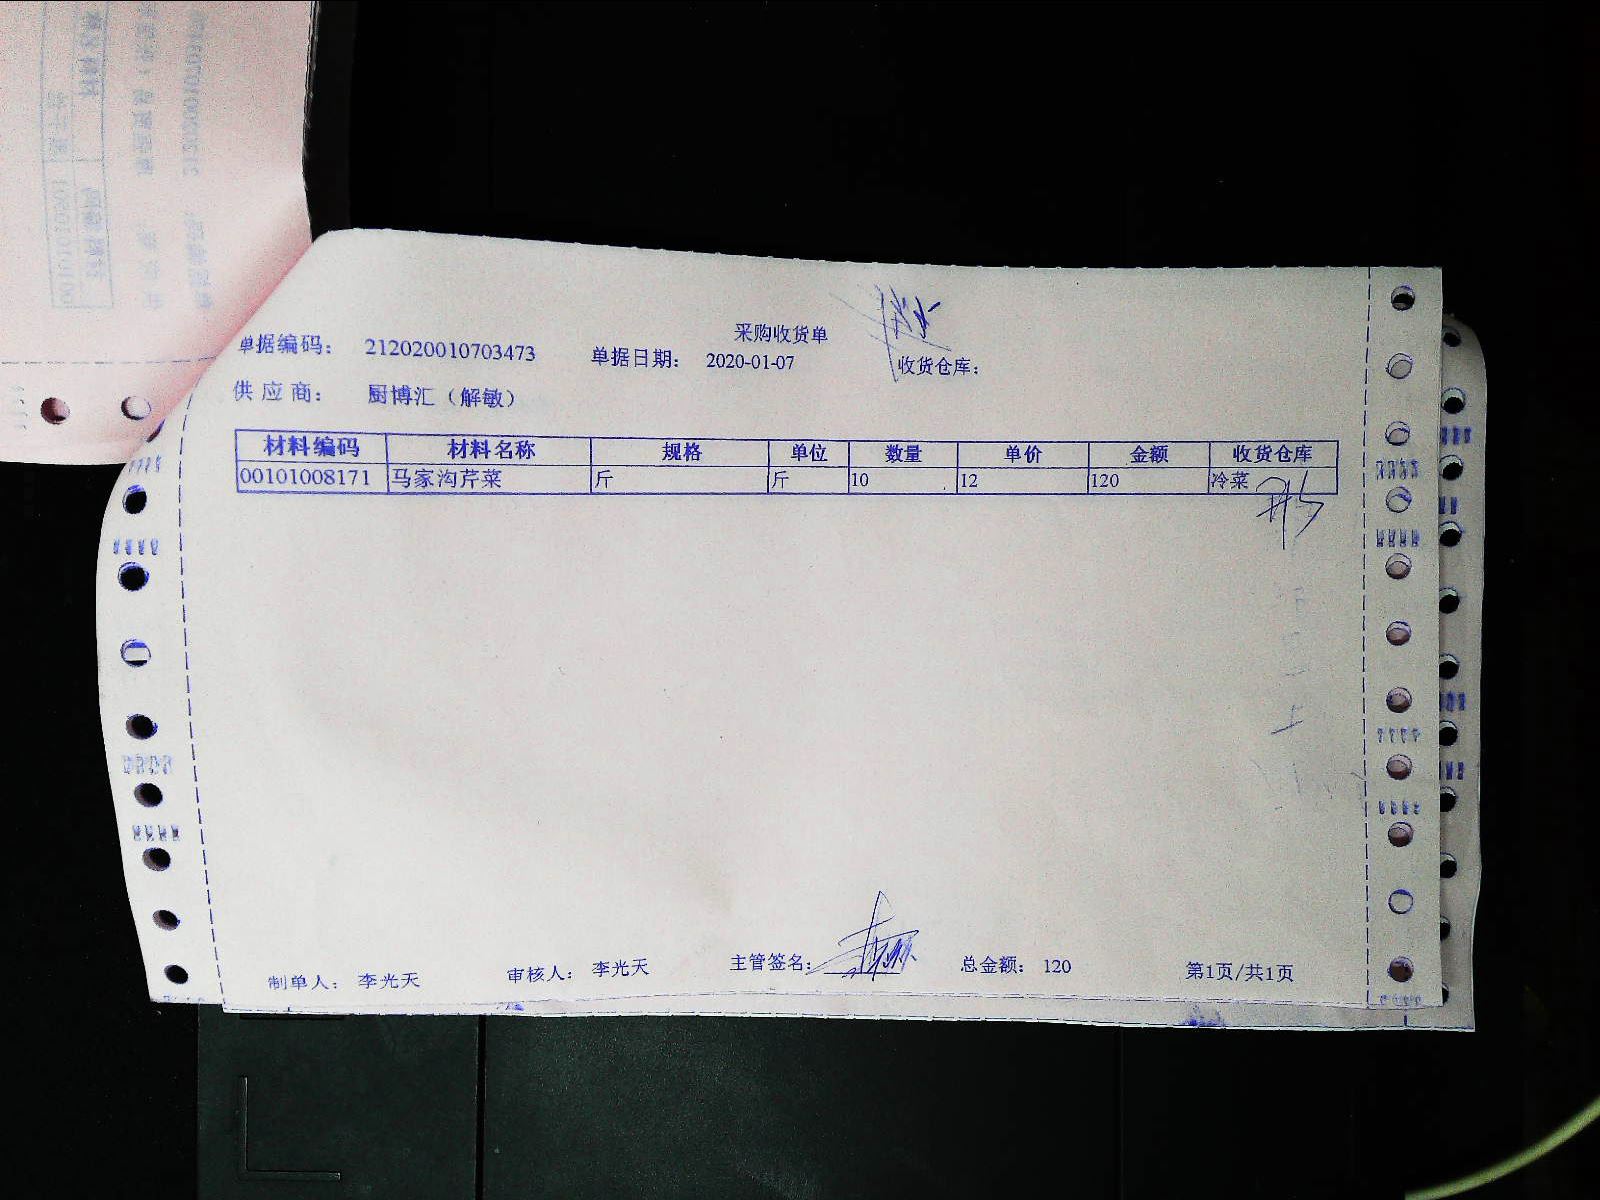 采购收货单
单据编码： 212020010703473 单据日期： 2020-01-07 收货仓库：
供 应 商： 厨博汇（解敏）
材料编码 材料名称 规格 单位 数量 单价 金额 收货仓库
00101008171 马家沟芹菜 斤 斤 10 12 120 冷菜
制单人： 李光天 审核人： 李光天 主管签名： 总金额： 120 第1页/共1页